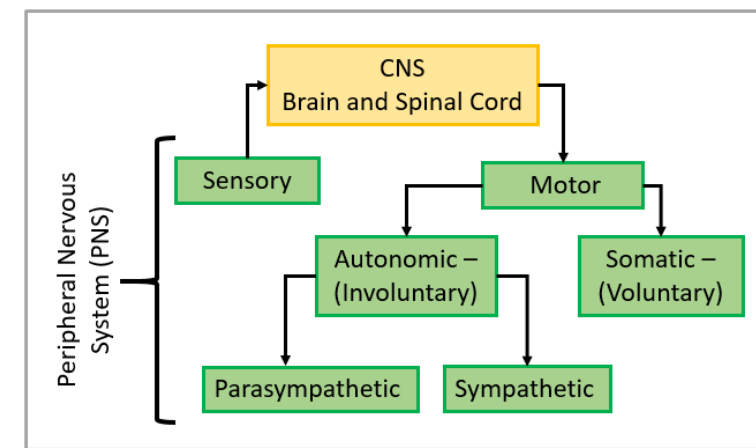 CNS
Brain and Spinal Cord
Sensory
Motor
Peripheral Nervous
System (PNS)
Autonomic –
(Involuntary)
Somatic –
(Voluntary)
Parasympathetic
Sympathetic